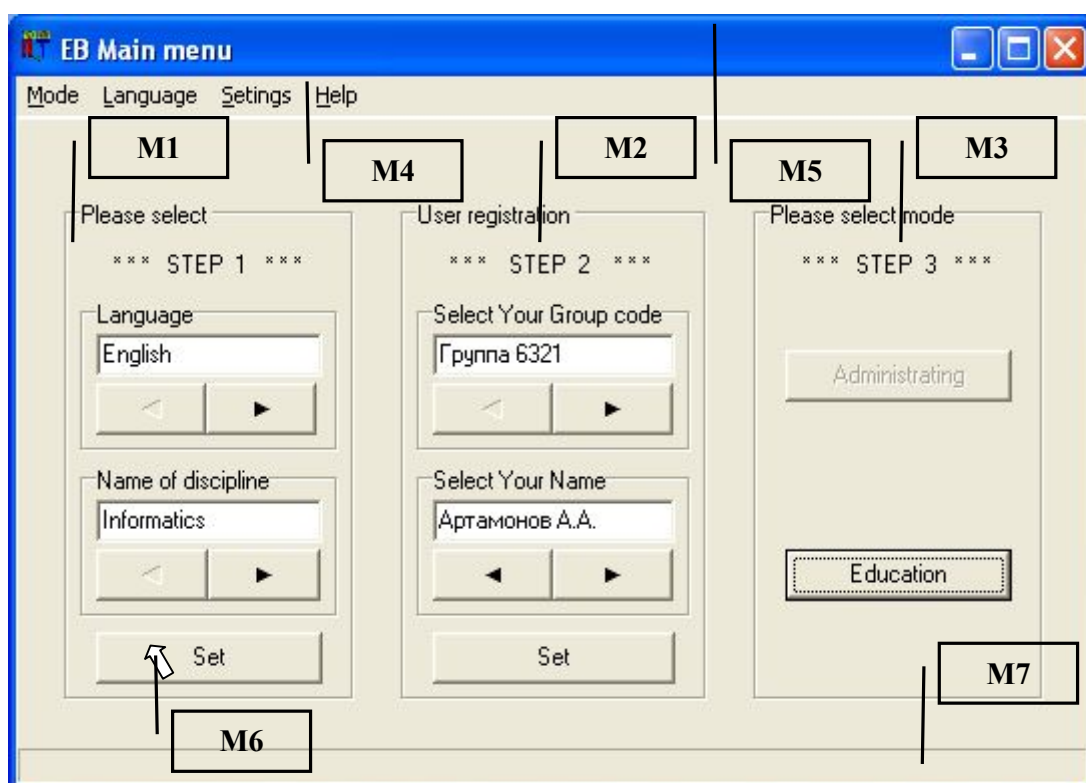 EB Main menu
Mode Language Setings Help
M1 M2 M3
M4 M5
Please select
*** STEP 1 ***
Language
English
Name of discipline
Informatics
Set
User registration
*** STEP 2 ***
Select Your Group code
Группа 6321
Select Your Name
Артамонов А.А.
Set
Please select mode
*** STEP 3 ***
Administrating
Education
M7
M6